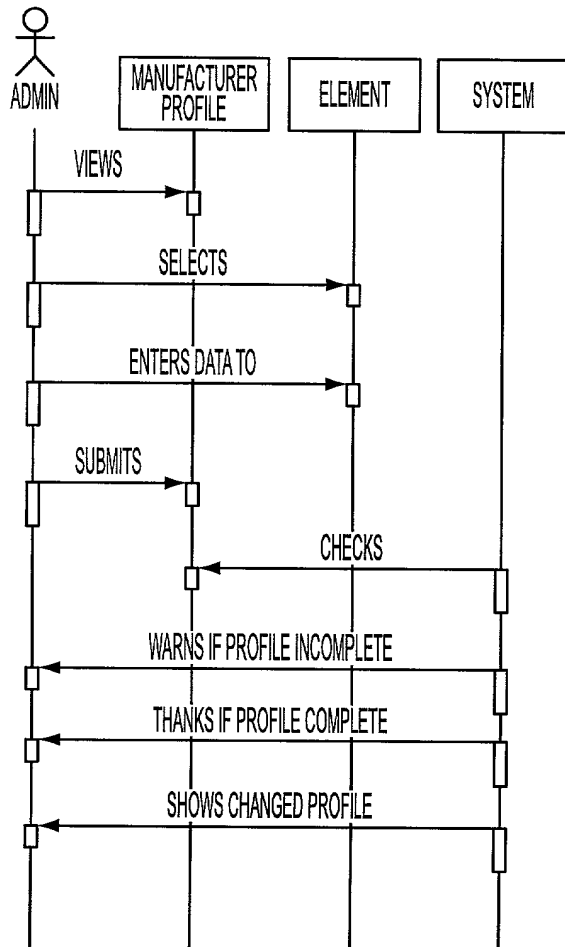 ADMIN
MANUFACTURER
PROFILE
ELEMENT
SYSTEM
VIEWS
SELECTS
ENTERS DATA TO
SUBMITS
CHECKS
WARNS IF PROFILE INCOMPLETE
THANKS IF PROFILE COMPLETE
SHOWS CHANGED PROFILE